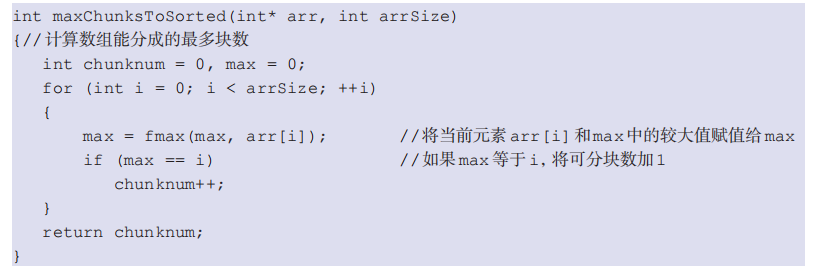 int maxChunksToSorted(int* arr, int arrSize)
{//计算数组能分成的最多块数
    int chunknum = 0, max = 0;
    for (int i = 0; i < arrSize; ++i)
    {
        max = fmax(max, arr[i]);        //将当前元素arr[i]和max中的较大值赋值给max
        if (max == i)                   //如果max等于i,将可分块数加1
            chunknum++;
    }
    return chunknum;
}